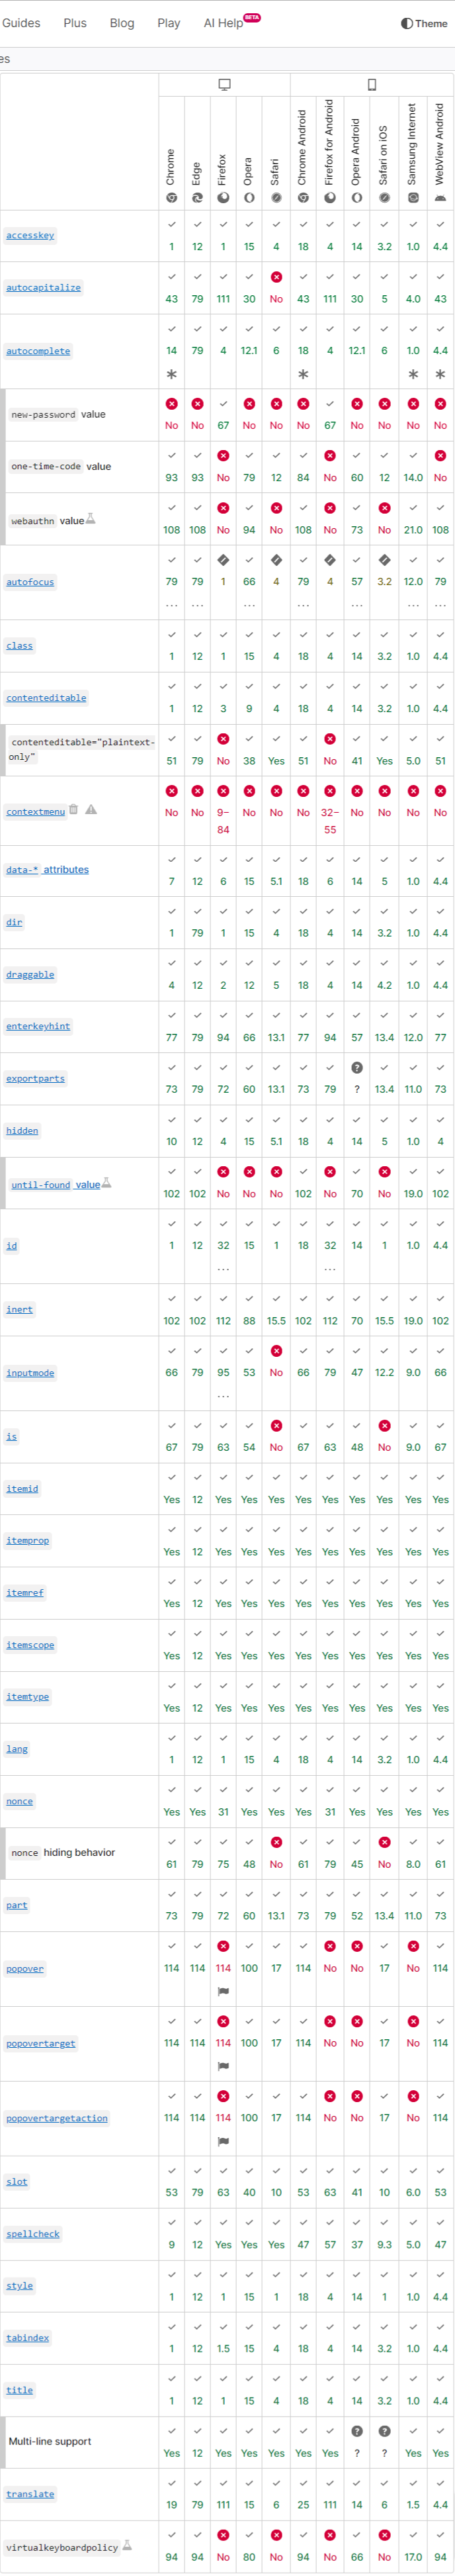 Guides Plus Blog Play AI Help BETA Theme
es
Chrome Edge Firefox Opera Safari Chrome Android Firefox for Android Opera Android Safari on iOS Samsung Internet WebView Android
accesskey 1 12 1 15 4 18 4 14 3.2 1.0 4.4
autocapitalize 43 79 111 30 No 43 111 30 5 4.0 43
autocomplete 14 79 4 12.1 6 18 4 12.1 6 1.0 4.4
* * * *
new-password value No No 67 No No No 67 No No No No
one-time-code value 93 93 No 79 12 84 No 60 12 14.0 No
webauthn value 108 108 No 94 No 108 No 73 No 21.0 108
autofocus 79 79 1 66 4 79 4 57 3.2 12.0 79
... ... ... ... ... ... ... ... ... ... ...
class 1 12 1 15 4 18 4 14 3.2 1.0 4.4
contenteditable 1 12 3 9 4 18 4 14 3.2 1.0 4.4
contenteditable="plaintext-
only" 51 79 No 38 Yes 51 No 41 Yes 5.0 51
contextmenu No No 9–84 No No No 32–55 No No No No
data-* attributes 7 12 6 15 5.1 18 6 14 5 1.0 4.4
dir 1 79 1 15 4 18 4 14 3.2 1.0 4.4
draggable 4 12 2 12 5 18 4 14 4.2 1.0 4.4
enterkeyhint 77 79 94 66 13.1 77 94 57 13.4 12.0 77
exportparts 73 79 72 60 13.1 73 79 ? 13.4 11.0 73
hidden 10 12 4 15 5.1 18 4 14 5 1.0 4
until-found value 102 102 No No No 102 No 70 No 19.0 102
id 1 12 32 15 1 18 32 14 1 1.0 4.4
... ...
inert 102 102 112 88 15.5 102 112 70 15.5 19.0 102
inputmode 66 79 95 53 No 66 79 47 12.2 9.0 66
...
is 67 79 63 54 No 67 63 48 No 9.0 67
itemid Yes 12 Yes Yes Yes Yes Yes Yes Yes Yes Yes
itemprop Yes 12 Yes Yes Yes Yes Yes Yes Yes Yes Yes
itemref Yes 12 Yes Yes Yes Yes Yes Yes Yes Yes Yes
itemscope Yes 12 Yes Yes Yes Yes Yes Yes Yes Yes Yes
itemtype Yes 12 Yes Yes Yes Yes Yes Yes Yes Yes Yes
lang 1 12 1 15 4 18 4 14 3.2 1.0 4.4
nonce Yes Yes 31 Yes Yes Yes 31 Yes Yes Yes Yes
nonce hiding behavior 61 79 75 48 No 61 79 45 No 8.0 61
part 73 79 72 60 13.1 73 79 52 13.4 11.0 73
popover 114 114 114 100 17 114 No No 17 No 114
popovertarget 114 114 114 100 17 114 No No 17 No 114
popovertargetaction 114 114 114 100 17 114 No No 17 No 114
slot 53 79 63 40 10 53 63 41 10 6.0 53
spellcheck 9 12 Yes Yes Yes 47 57 37 9.3 5.0 47
style 1 12 1 15 1 18 4 14 1 1.0 4.4
tabindex 1 12 1.5 15 4 18 4 14 3.2 1.0 4.4
title 1 12 1 15 4 18 4 14 3.2 1.0 4.4
Multi-line support Yes 12 Yes Yes Yes Yes Yes ? ? Yes Yes
translate 19 79 111 15 6 25 111 14 6 1.5 4.4
virtualkeyboardpolicy 94 94 No 80 No 94 No 66 No 17.0 94